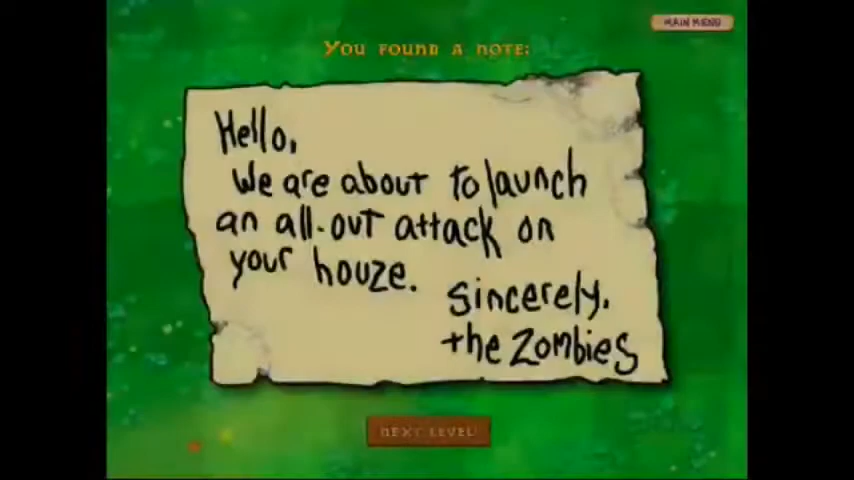 MAIN MENU
YOU FOUND A NOTE:
Hello,
We are about to launch
an all-out attack on
your houze.
Sincerely,
the Zombies
NEXT LEVEL